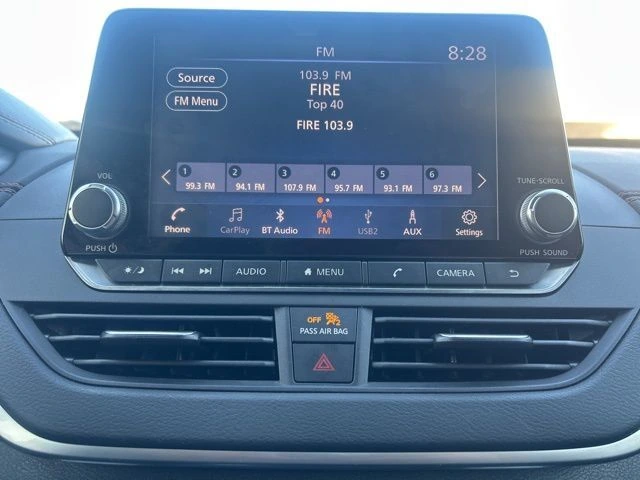 FM
8:28
Source
FM Menu
103.9 FM
FIRE
Top 40
FIRE 103.9
1 2 3 4 5 6
99.3 FM 94.1 FM 107.9 FM 95.7 FM 93.1 FM 97.3 FM
Phone CarPlay BT Audio FM USB2 AUX Settings
VOL
PUSH
TUNE·SCROLL
PUSH SOUND
AUDIO MENU CAMERA
OFF 2
PASS AIR BAG